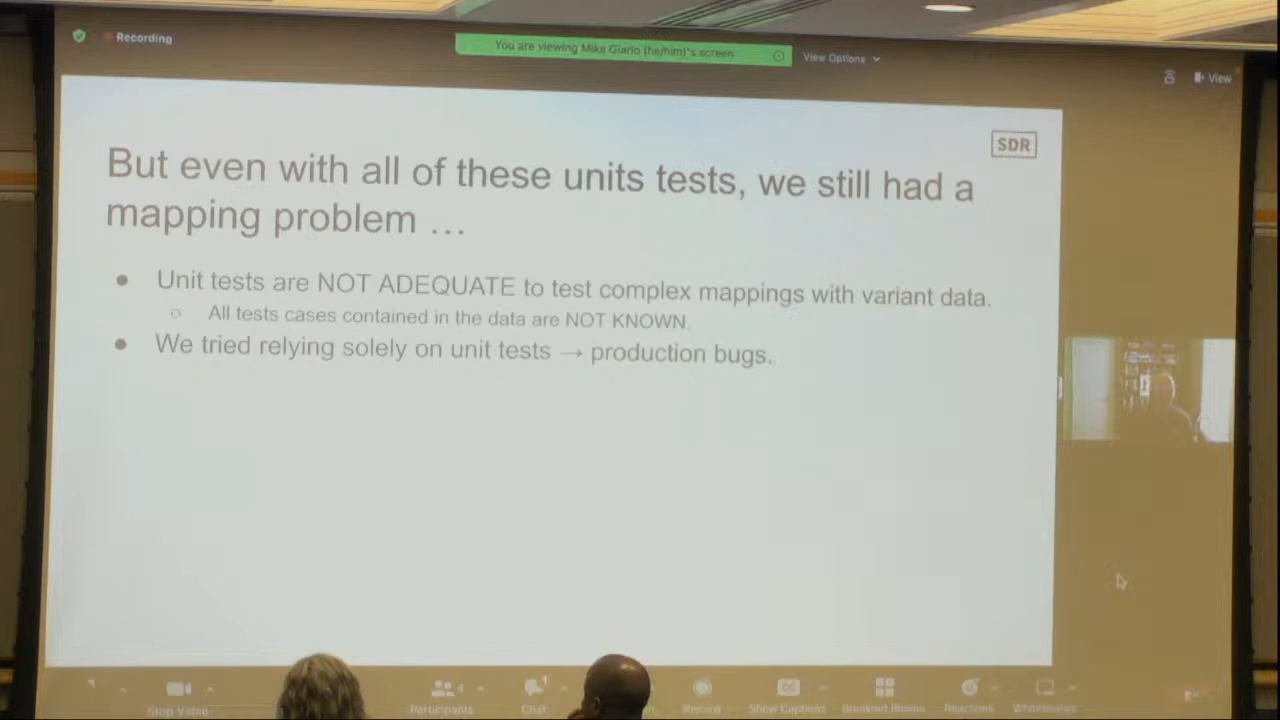 Recording
You are viewing Mike Giarlo (he/him)'s screen
View Options
View
SDR
But even with all of these units tests, we still had a
mapping problem …
● Unit tests are NOT ADEQUATE to test complex mappings with variant data.
○ All tests cases contained in the data are NOT KNOWN.
● We tried relying solely on unit tests → production bugs.
Stop Video
Participants
4
Chat
1
Record
Show Captions
Breakout Rooms
Reactions
Whiteboards